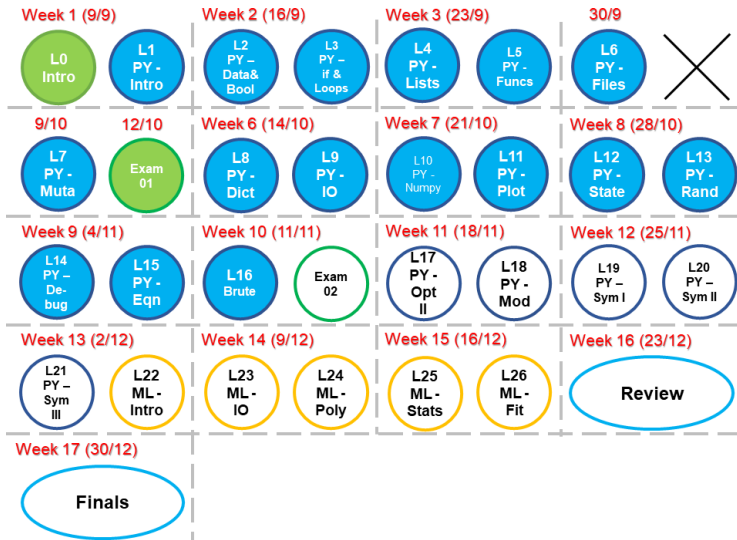 Week 1 (9/9)
Week 2 (16/9)
Week 3 (23/9)
30/9
L0
Intro
L1
PY -
Intro
L2
PY –
Data&
Bool
L3
PY –
if &
Loops
L4
PY -
Lists
L5
PY -
Funcs
L6
PY -
Files
9/10
12/10
Week 6 (14/10)
Week 7 (21/10)
Week 8 (28/10)
L7
PY -
Muta
Exam
01
L8
PY -
Dict
L9
PY -
IO
L10
PY -
Numpy
L11
PY -
Plot
L12
PY -
State
L13
PY -
Rand
Week 9 (4/11)
Week 10 (11/11)
Week 11 (18/11)
Week 12 (25/11)
L14
PY –
De-
bug
L15
PY -
Eqn
L16
Brute
Exam
02
L17
PY -
Opt
II
L18
PY -
Mod
L19
PY –
Sym I
L20
PY –
Sym II
Week 13 (2/12)
Week 14 (9/12)
Week 15 (16/12)
Week 16 (23/12)
L21
PY –
Sym
III
L22
ML -
Intro
L23
ML -
IO
L24
ML -
Poly
L25
ML -
Stats
L26
ML -
Fit
Review
Week 17 (30/12)
Finals